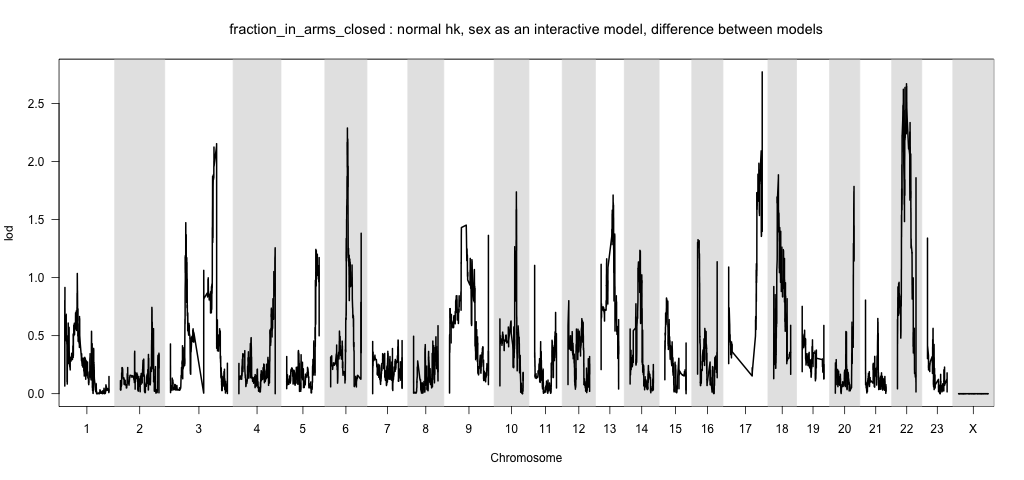 fraction_in_arms_closed : normal hk, sex as an interactive model, difference between models
lod
2.5
2.0
1.5
1.0
0.5
0.0
1 2 3 4 5 6 7 8 9 10 11 12 13 14 15 16 17 18 19 20 21 22 23 X
Chromosome